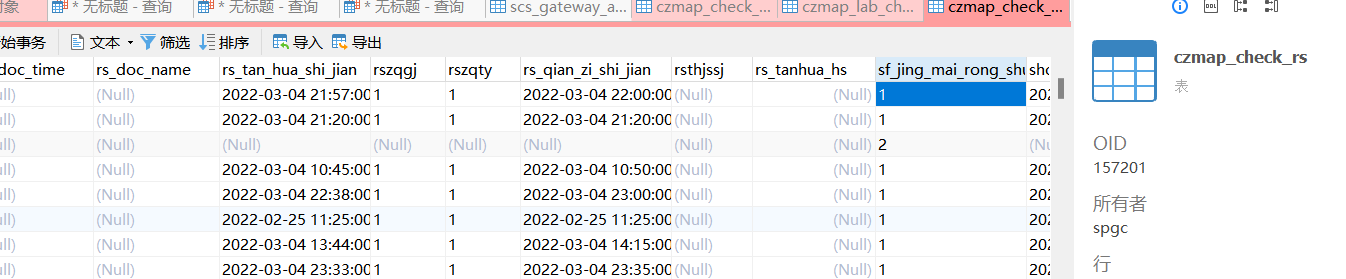 对象 * 无标题 - 查询 * 无标题 - 查询 * 无标题 - 查询 scs_gateway_a... czmap_check_... czmap_lab_ch... czmap_check_...
始事务 文本 筛选 排序 导入 导出
doc_time rs_doc_name rs_tan_hua_shi_jian rszqgj rszqty rs_qian_zi_shi_jian rsthjssj rs_tanhua_hs sf_jing_mai_rong_shu
(Null) 2022-03-04 21:57:00 1 1 2022-03-04 22:00:00 (Null) (Null) 1 202
(Null) 2022-03-04 21:20:00 1 1 2022-03-04 21:20:00 (Null) (Null) 1 202
(Null) (Null) (Null) (Null) (Null) (Null) (Null) 2 (Nu
(Null) 2022-03-04 10:45:00 1 1 2022-03-04 10:50:00 (Null) (Null) 1 202
(Null) 2022-03-04 22:38:00 1 1 2022-03-04 23:00:00 (Null) (Null) 1 202
(Null) 2022-02-25 11:25:00 1 1 2022-02-25 11:25:00 (Null) (Null) 1 202
(Null) 2022-03-04 13:44:00 1 1 2022-03-04 14:15:00 (Null) (Null) 1 202
(Null) 2022-03-04 23:33:00 1 1 2022-03-04 23:35:00 (Null) (Null) 1 202
czmap_check_rs
表
OID
157201
所有者
spgc
行